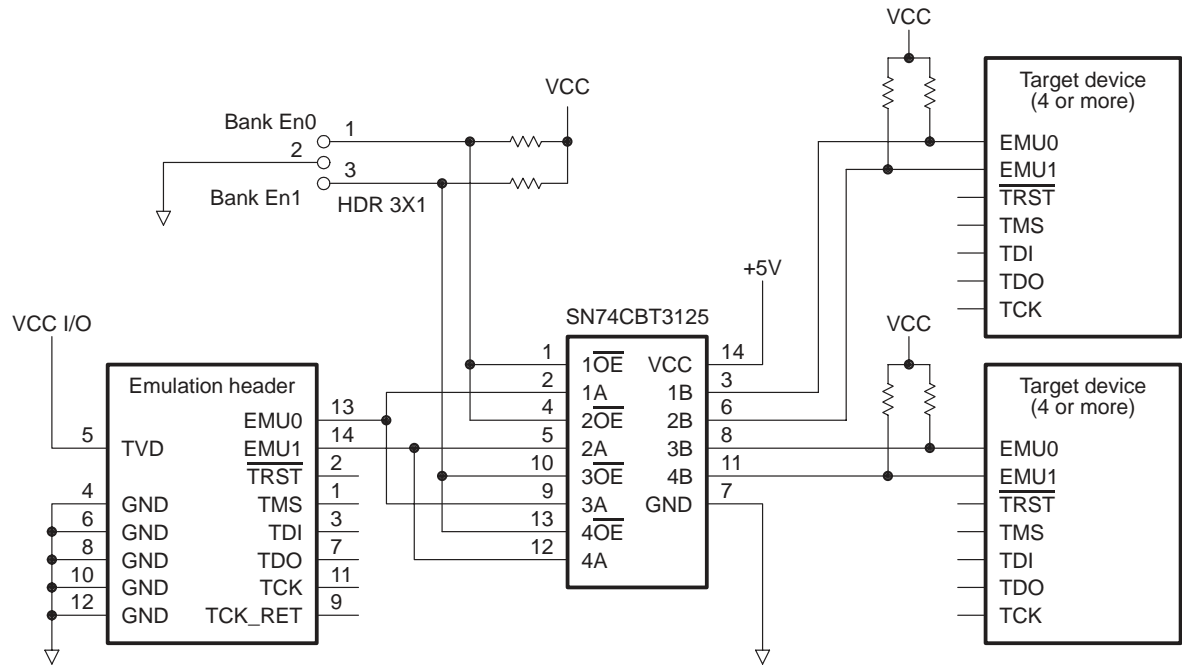 VCC
Target device
(4 or more)
EMU0
EMU1
TRST
TMS
TDI
TDO
TCK
VCC
Bank En0
1
2
3
Bank En1
HDR 3X1
+5V
SN74CBT3125
1 1OE VCC 14
2 1A 1B 3
4 2OE 2B 6
5 2A 3B 8
10 3OE 4B 11
9 3A GND 7
13 4OE
12 4A
VCC I/O
Emulation header
EMU0 13
5 TVD EMU1 14
TRST 2
4 GND TMS 1
6 GND TDI 3
8 GND TDO 7
10 GND TCK 11
12 GND TCK_RET 9
VCC
Target device
(4 or more)
EMU0
EMU1
TRST
TMS
TDI
TDO
TCK